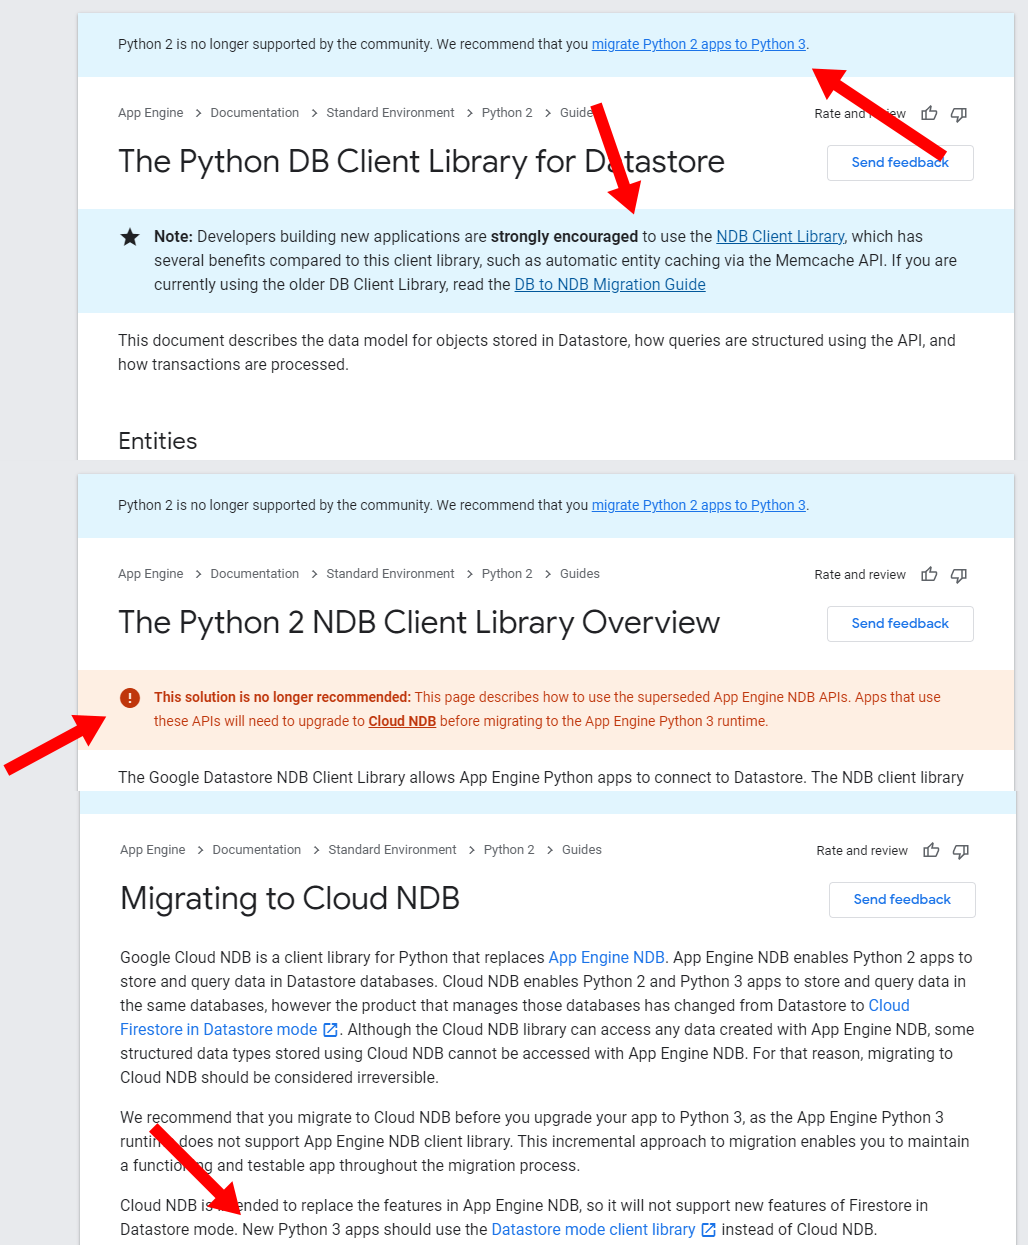 Python 2 is no longer supported by the community. We recommend that you migrate Python 2 apps to Python 3.
App Engine > Documentation > Standard Environment > Python 2 > Guides
Rate and review
The Python DB Client Library for Datastore
Send feedback
Note: Developers building new applications are strongly encouraged to use the NDB Client Library, which has
several benefits compared to this client library, such as automatic entity caching via the Memcache API. If you are
currently using the older DB Client Library, read the DB to NDB Migration Guide
This document describes the data model for objects stored in Datastore, how queries are structured using the API, and
how transactions are processed.
Entities
Python 2 is no longer supported by the community. We recommend that you migrate Python 2 apps to Python 3.
App Engine > Documentation > Standard Environment > Python 2 > Guides
Rate and review
The Python 2 NDB Client Library Overview
Send feedback
This solution is no longer recommended: This page describes how to use the superseded App Engine NDB APIs. Apps that use
these APIs will need to upgrade to Cloud NDB before migrating to the App Engine Python 3 runtime.
The Google Datastore NDB Client Library allows App Engine Python apps to connect to Datastore. The NDB client library
App Engine > Documentation > Standard Environment > Python 2 > Guides
Rate and review
Migrating to Cloud NDB
Send feedback
Google Cloud NDB is a client library for Python that replaces App Engine NDB. App Engine NDB enables Python 2 apps to
store and query data in Datastore databases. Cloud NDB enables Python 2 and Python 3 apps to store and query data in
the same databases, however the product that manages those databases has changed from Datastore to Cloud
Firestore in Datastore mode. Although the Cloud NDB library can access any data created with App Engine NDB, some
structured data types stored using Cloud NDB cannot be accessed with App Engine NDB. For that reason, migrating to
Cloud NDB should be considered irreversible.
We recommend that you migrate to Cloud NDB before you upgrade your app to Python 3, as the App Engine Python 3
runtime does not support App Engine NDB client library. This incremental approach to migration enables you to maintain
a functioning and testable app throughout the migration process.
Cloud NDB is intended to replace the features in App Engine NDB, so it will not support new features of Firestore in
Datastore mode. New Python 3 apps should use the Datastore mode client library instead of Cloud NDB.